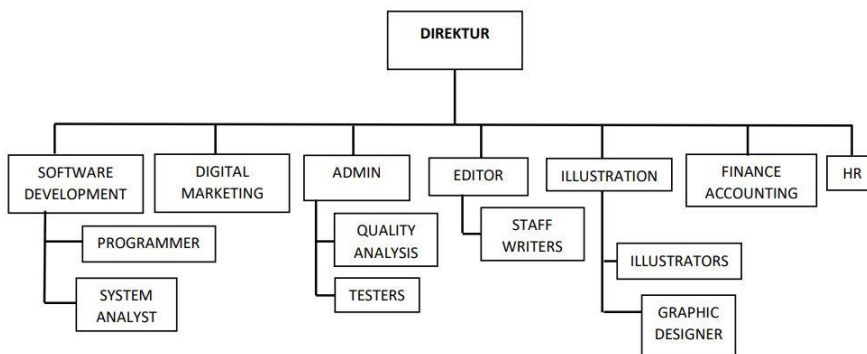 DIREKTUR
SOFTWARE
DEVELOPMENT
DIGITAL
MARKETING
ADMIN
EDITOR
ILLUSTRATION
FINANCE
ACCOUNTING
HR
PROGRAMMER
SYSTEM
ANALYST
QUALITY
ANALYSIS
TESTERS
STAFF
WRITERS
ILLUSTRATORS
GRAPHIC
DESIGNER